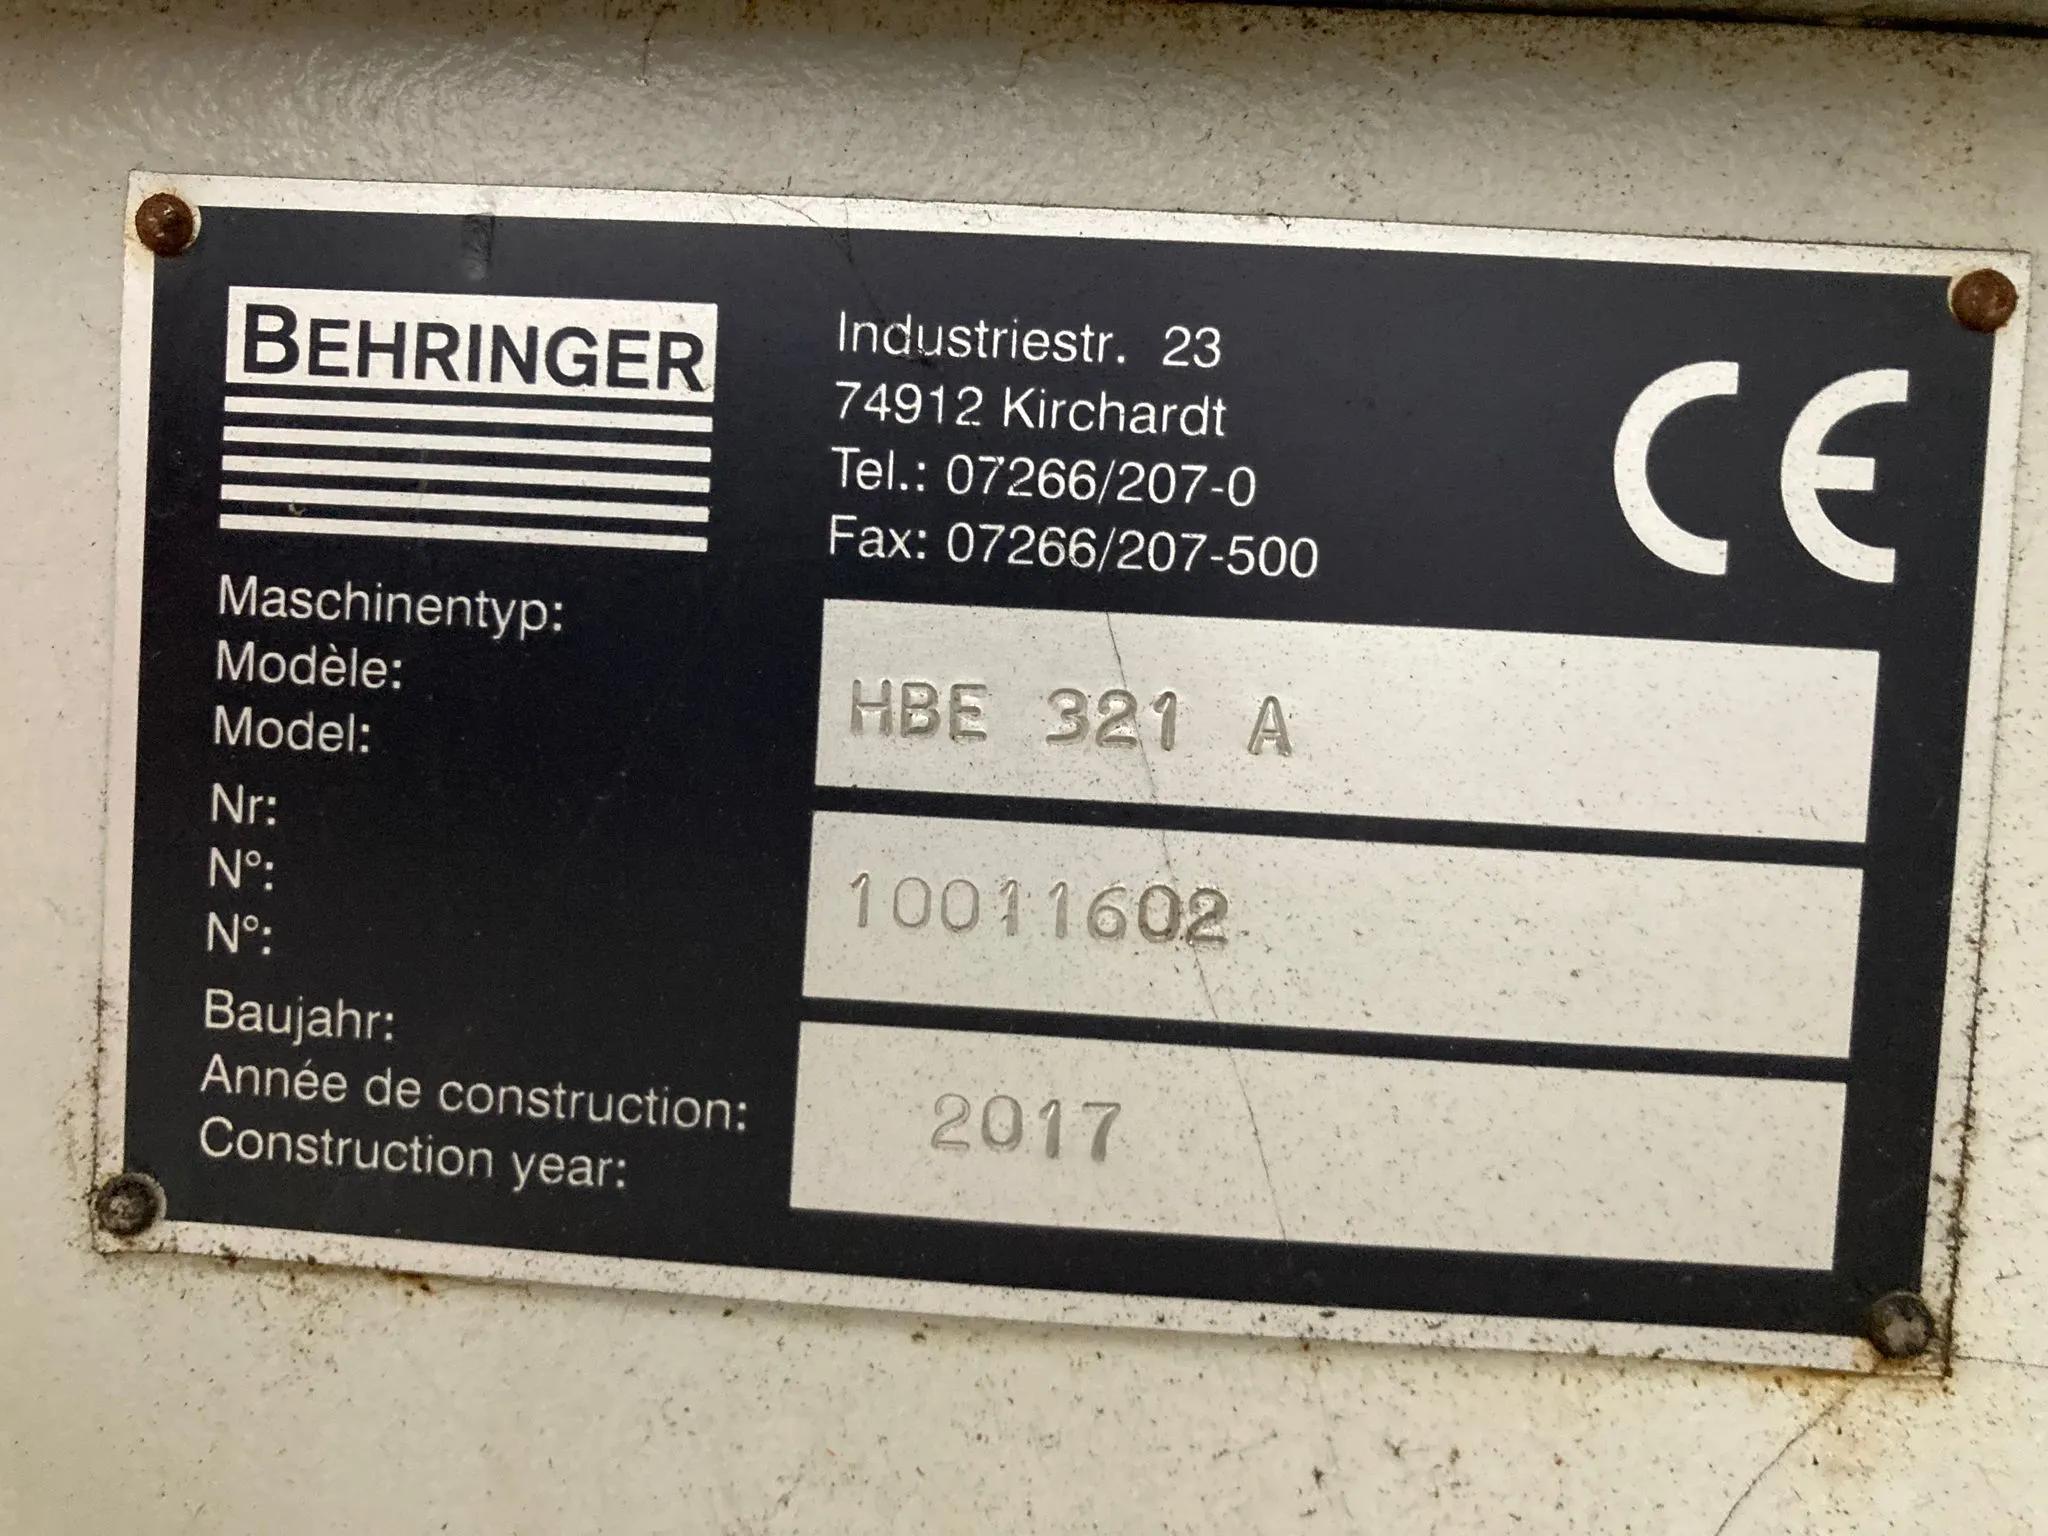 BEHRINGER
Industriestr. 23
74912 Kirchardt
Tel.: 07266/207-0
Fax: 07266/207-500
CE
Maschinentyp:
Modèle:
Model:
HBE 321 A
Nr:
N°:
N°:
10011602
Baujahr:
Année de construction:
Construction year:
2017